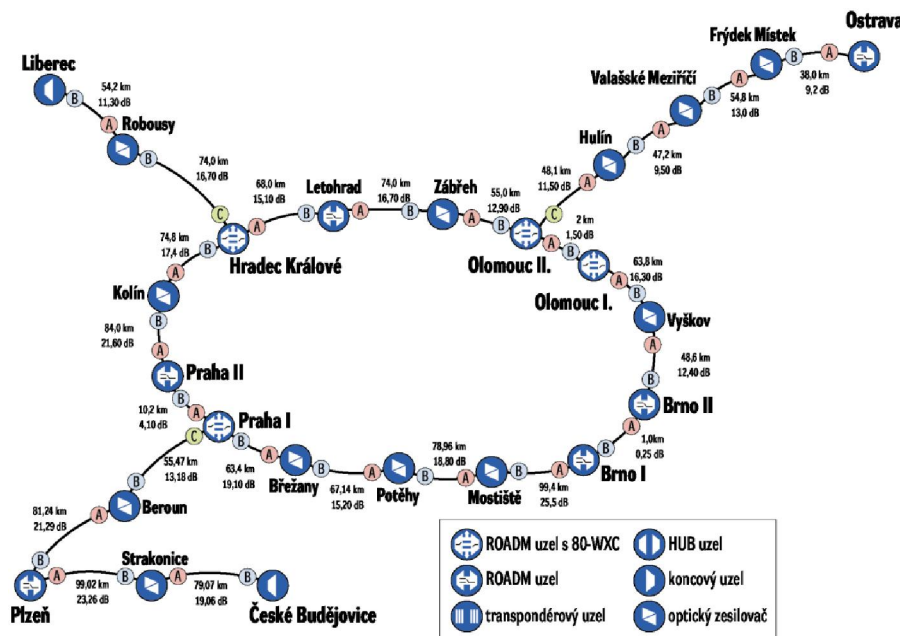 Ostrava
Frýdek Místek
B
A
38,0 km
9,2 dB
Valašské Meziříčí
B
A
54,8 km
13,0 dB
Hulín
B
A
47,2 km
9,50 dB
48,1 km
11,50 dB
A
C
Liberec
B
54,2 km
11,30 dB
A
Robousy
B
74,0 km
16,70 dB
C
68,0 km
15,10 dB
A
B
Letohrad
A
74,0 km
16,70 dB
B
Zábřeh
A
55,0 km
12,90 dB
B
Olomouc II.
2 km
1,50 dB
A
B
Olomouc I.
63,8 km
16,30 dB
A
B
Vyškov
A
48,6 km
12,40 dB
B
Brno II
A
1,0km
0,25 dB
B
Brno I
A
99,4 km
25,5 dB
B
Mostiště
A
78,96 km
18,80 dB
B
Potěhy
A
67,14 km
15,20 dB
B
Břežany
A
63,4 km
19,10 dB
B
Praha I
A
C
10,2 km
4,10 dB
B
Praha II
A
84,0 km
21,60 dB
B
Kolín
A
74,8 km
17,4 dB
B
Hradec Králové
55,47 km
13,18 dB
B
Beroun
A
81,24 km
21,29 dB
B
Plzeň
A
99,02 km
23,26 dB
B
Strakonice
A
79,07 km
19,06 dB
B
České Budějovice
ROADM uzel s 80-WXC
HUB uzel
ROADM uzel
koncový uzel
transpondérový uzel
optický zesilovač